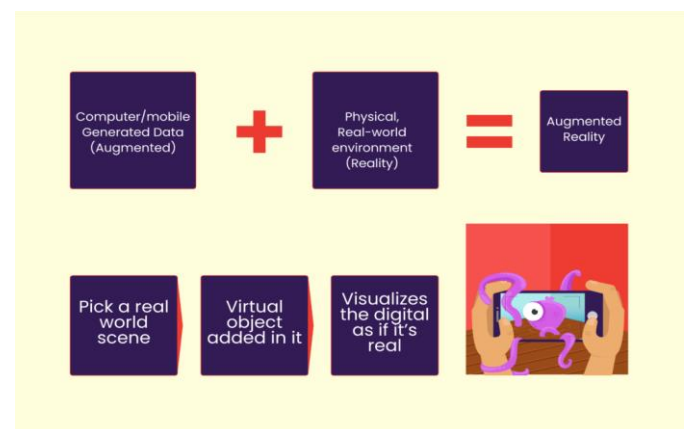 Computer/mobile
Generated Data
(Augmented)
+
Physical,
Real-world
environment
(Reality)
=
Augmented
Reality
Pick a real
world
scene
Virtual
object
added in it
Visualizes
the digital
as if it's
real